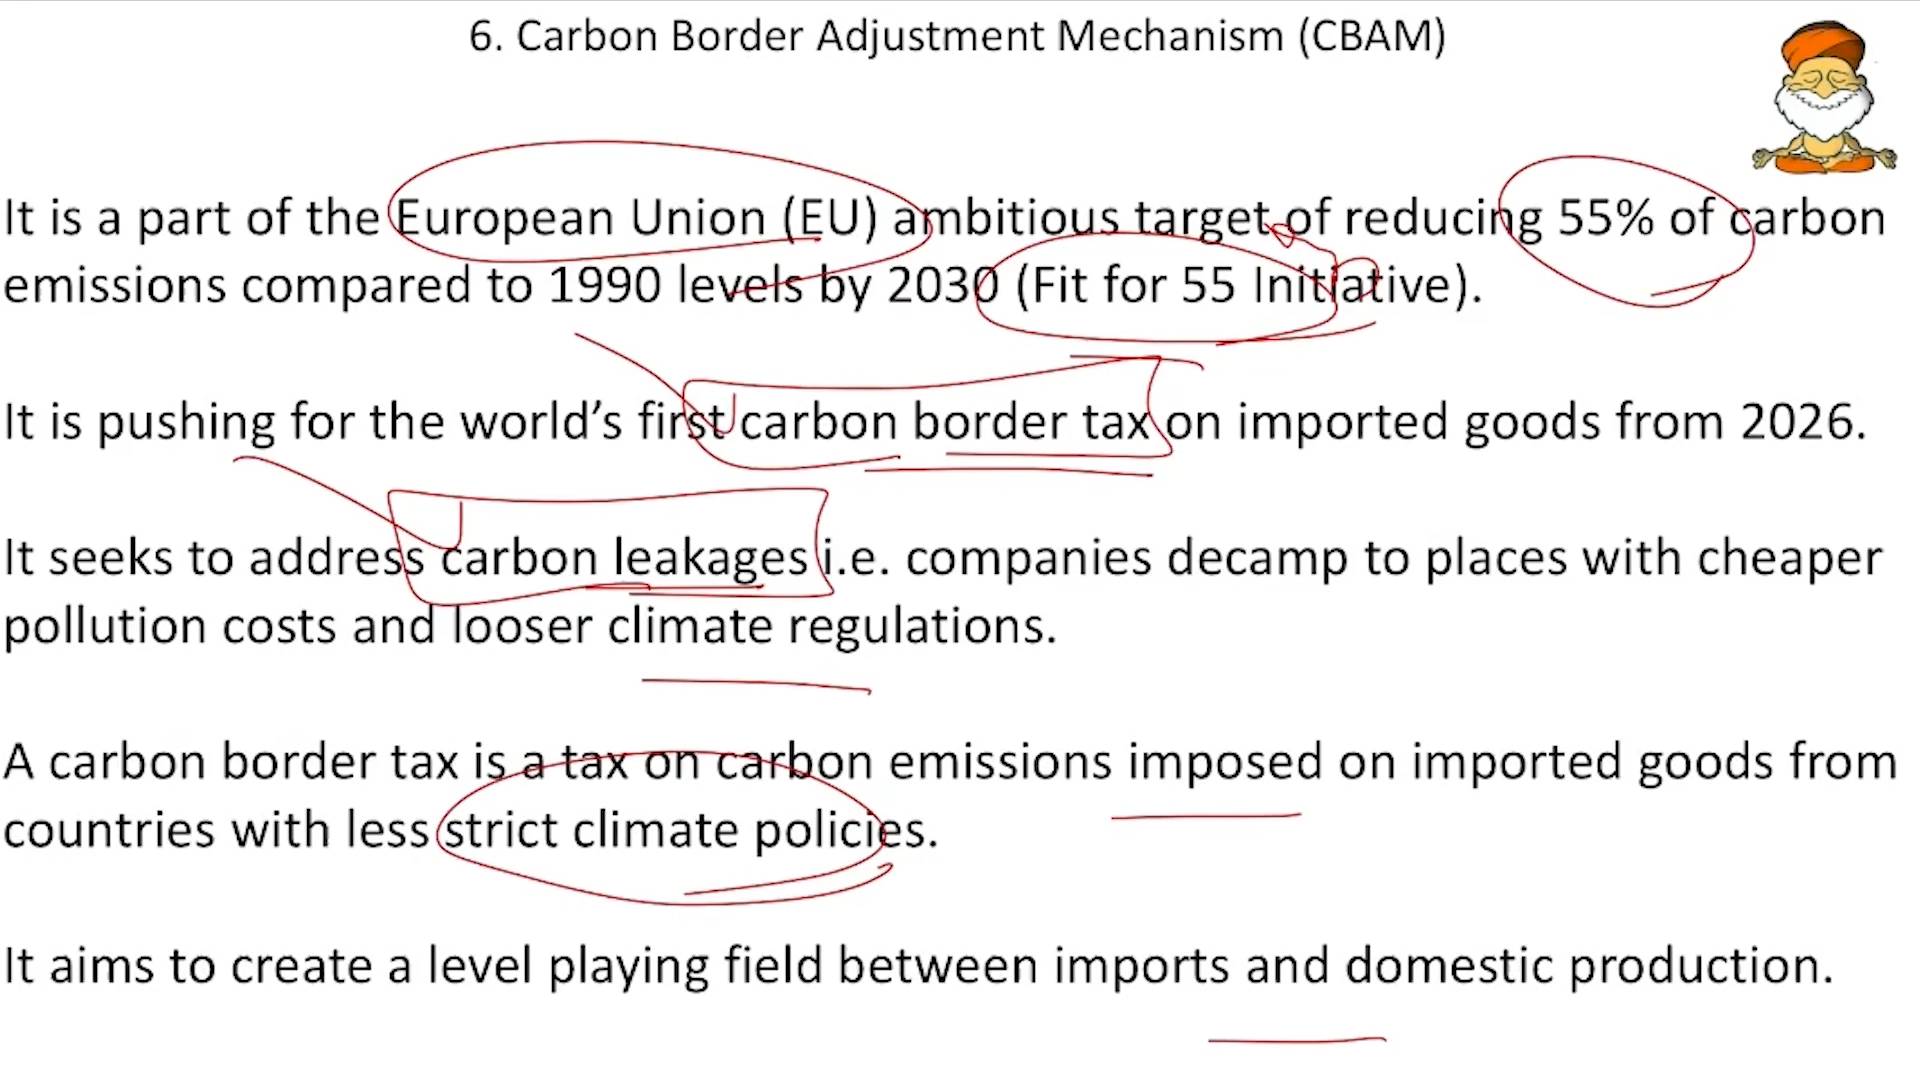 6. Carbon Border Adjustment Mechanism (CBAM)
It is a part of the European Union (EU) ambitious target of reducing 55% of carbon
emissions compared to 1990 levels by 2030 (Fit for 55 Initiative).
It is pushing for the world’s first carbon border tax on imported goods from 2026.
It seeks to address carbon leakages i.e. companies decamp to places with cheaper
pollution costs and looser climate regulations.
A carbon border tax is a tax on carbon emissions imposed on imported goods from
countries with less strict climate policies.
It aims to create a level playing field between imports and domestic production.